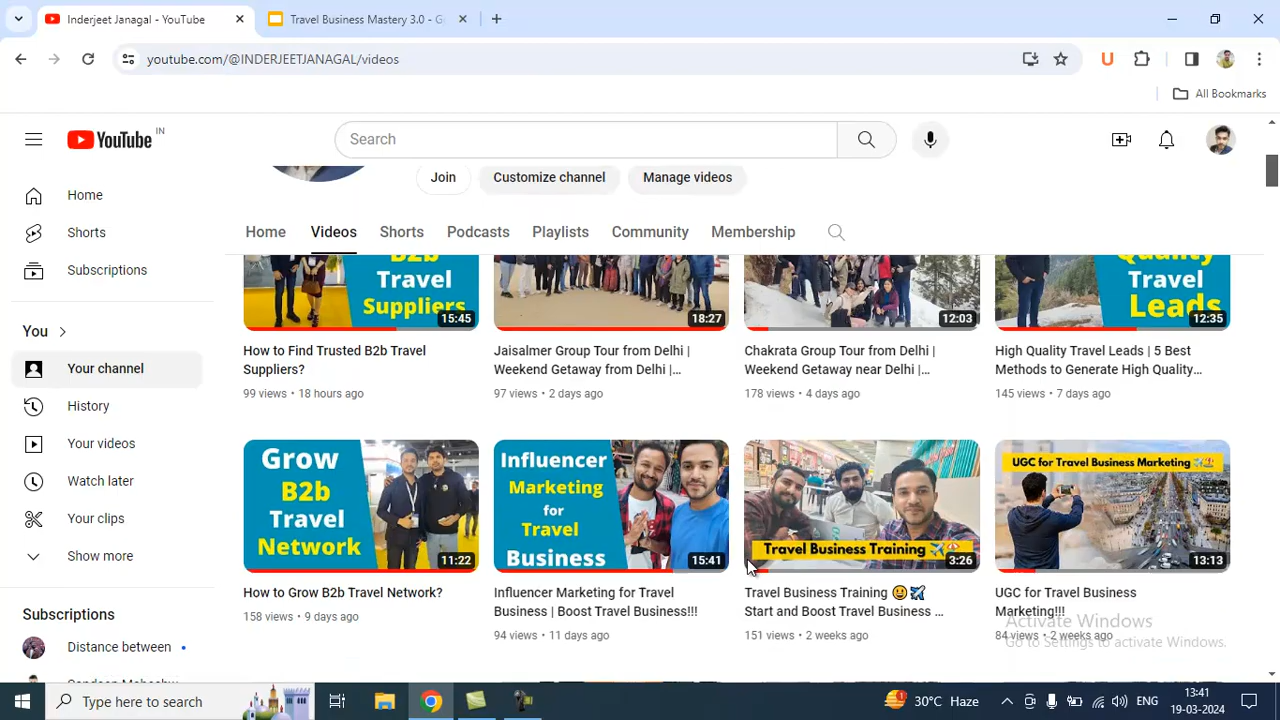 Inderjeet Janagal - YouTube
Travel Business Mastery 3.0 - G
youtube.com/@INDERJEETJANAGAL/videos
All Bookmarks
YouTube IN
Search
Join
Customize channel
Manage videos
Home
Shorts
Subscriptions
You
Your channel
History
Your videos
Watch later
Your clips
Show more
Subscriptions
Distance between
Home
Videos
Shorts
Podcasts
Playlists
Community
Membership
B2b
Travel
Suppliers
15:45
How to Find Trusted B2b Travel
Suppliers?
99 views • 18 hours ago
18:27
Jaisalmer Group Tour from Delhi |
Weekend Getaway from Delhi |...
97 views • 2 days ago
12:03
Chakrata Group Tour from Delhi |
Weekend Getaway near Delhi |...
178 views • 4 days ago
Quality
Travel
Leads
12:35
High Quality Travel Leads | 5 Best
Methods to Generate High Quality...
145 views • 7 days ago
Grow
B2b
Travel
Network
11:22
How to Grow B2b Travel Network?
158 views • 9 days ago
Influencer
Marketing
for
Travel
Business
15:41
Influencer Marketing for Travel
Business | Boost Travel Business!!!
94 views • 11 days ago
Travel Business Training ✈️🏖️
3:26
Travel Business Training 😀✈️
Start and Boost Travel Business ...
151 views • 2 weeks ago
UGC for Travel Business Marketing ✈️🏖️
13:13
UGC for Travel Business
Marketing!!!
84 views • 2 weeks ago
Activate Windows
Go to Settings to activate Windows.
Type here to search
30°C Haze
ENG
13:41
19-03-2024